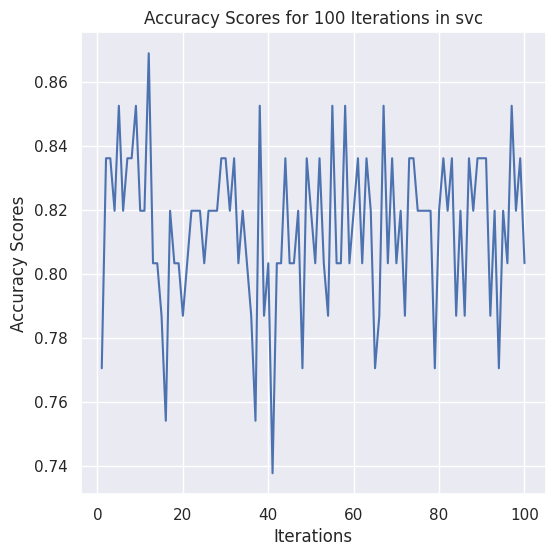 Accuracy Scores for 100 Iterations in svc
Accuracy Scores
0.86
0.84
0.82
0.80
0.78
0.76
0.74
0 20 40 60 80 100
Iterations